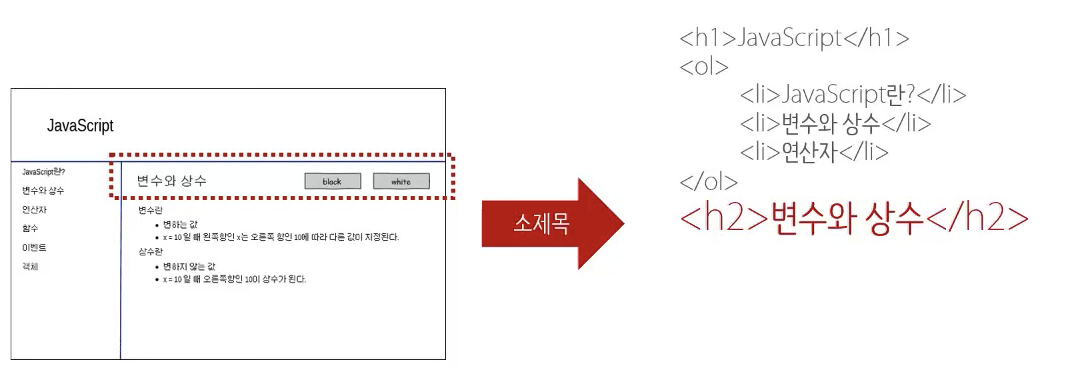 JavaScript
JavaScript란?
변수와 상수
연산자
함수
이벤트
객체
변수와 상수
black
white
변수란
• 변하는 값
• x = 10 일 때 왼쪽항인 x는 오른쪽 항인 10에 따라 다른 값이 지정된다.
상수란
• 변하지 않는 값
• x = 10 일 때 오른쪽항인 10이 상수가 된다.
소제목
<h1>JavaScript</h1>
<ol>
<li>JavaScript란?</li>
<li>변수와 상수</li>
<li>연산자</li>
</ol>
<h2>변수와 상수</h2>